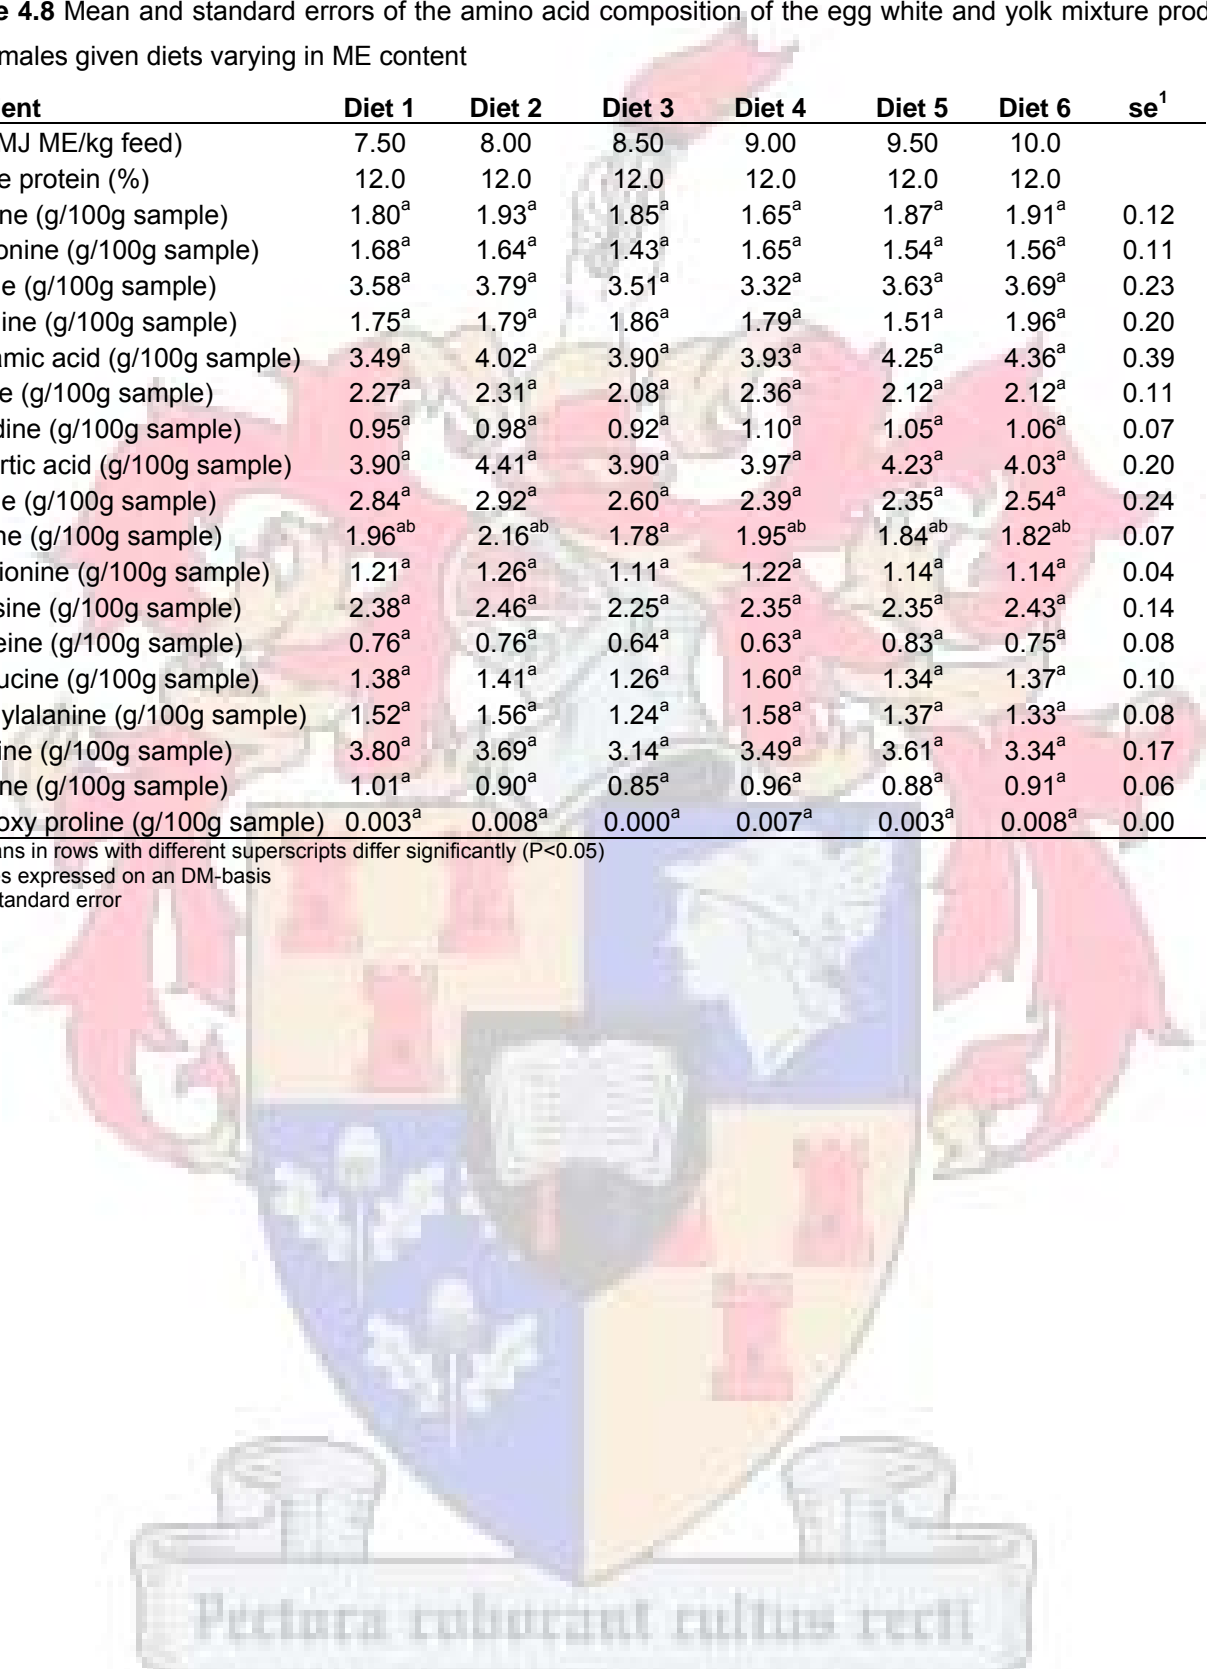 e 4.8 Mean and standard errors of the amino acid composition of the egg white and yolk mixture prod
males given diets varying in ME content
ent Diet 1 Diet 2 Diet 3 Diet 4 Diet 5 Diet 6 se¹
MJ ME/kg feed) 7.50 8.00 8.50 9.00 9.50 10.0
e protein (%) 12.0 12.0 12.0 12.0 12.0 12.0
ne (g/100g sample) 1.80ᵃ 1.93ᵃ 1.85ᵃ 1.65ᵃ 1.87ᵃ 1.91ᵃ 0.12
onine (g/100g sample) 1.68ᵃ 1.64ᵃ 1.43ᵃ 1.65ᵃ 1.54ᵃ 1.56ᵃ 0.11
e (g/100g sample) 3.58ᵃ 3.79ᵃ 3.51ᵃ 3.32ᵃ 3.63ᵃ 3.69ᵃ 0.23
ine (g/100g sample) 1.75ᵃ 1.79ᵃ 1.86ᵃ 1.79ᵃ 1.51ᵃ 1.96ᵃ 0.20
amic acid (g/100g sample) 3.49ᵃ 4.02ᵃ 3.90ᵃ 3.93ᵃ 4.25ᵃ 4.36ᵃ 0.39
e (g/100g sample) 2.27ᵃ 2.31ᵃ 2.08ᵃ 2.36ᵃ 2.12ᵃ 2.12ᵃ 0.11
dine (g/100g sample) 0.95ᵃ 0.98ᵃ 0.92ᵃ 1.10ᵃ 1.05ᵃ 1.06ᵃ 0.07
rtic acid (g/100g sample) 3.90ᵃ 4.41ᵃ 3.90ᵃ 3.97ᵃ 4.23ᵃ 4.03ᵃ 0.20
e (g/100g sample) 2.84ᵃ 2.92ᵃ 2.60ᵃ 2.39ᵃ 2.35ᵃ 2.54ᵃ 0.24
ne (g/100g sample) 1.96ᵃᵇ 2.16ᵃᵇ 1.78ᵃ 1.95ᵃᵇ 1.84ᵃᵇ 1.82ᵃᵇ 0.07
ionine (g/100g sample) 1.21ᵃ 1.26ᵃ 1.11ᵃ 1.22ᵃ 1.14ᵃ 1.14ᵃ 0.04
sine (g/100g sample) 2.38ᵃ 2.46ᵃ 2.25ᵃ 2.35ᵃ 2.35ᵃ 2.43ᵃ 0.14
eine (g/100g sample) 0.76ᵃ 0.76ᵃ 0.64ᵃ 0.63ᵃ 0.83ᵃ 0.75ᵃ 0.08
ucine (g/100g sample) 1.38ᵃ 1.41ᵃ 1.26ᵃ 1.60ᵃ 1.34ᵃ 1.37ᵃ 0.10
ylalanine (g/100g sample) 1.52ᵃ 1.56ᵃ 1.24ᵃ 1.58ᵃ 1.37ᵃ 1.33ᵃ 0.08
ine (g/100g sample) 3.80ᵃ 3.69ᵃ 3.14ᵃ 3.49ᵃ 3.61ᵃ 3.34ᵃ 0.17
ne (g/100g sample) 1.01ᵃ 0.90ᵃ 0.85ᵃ 0.96ᵃ 0.88ᵃ 0.91ᵃ 0.06
oxy proline (g/100g sample) 0.003ᵃ 0.008ᵃ 0.000ᵃ 0.007ᵃ 0.003ᵃ 0.008ᵃ 0.00
ans in rows with different superscripts differ significantly (P<0.05)
es expressed on an DM-basis
tandard error
Pectora roborant cultus recti